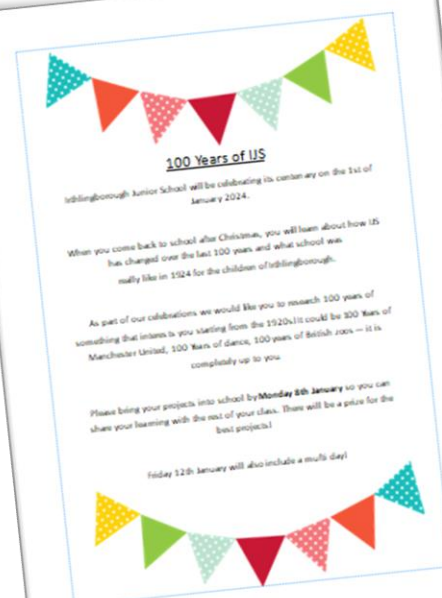 100 Years of IJS
Irthlingborough Junior School will be celebrating its centenary on the 1st of
January 2024.
When you come back to school after Christmas, you will learn about how IJS
has changed over the last 100 years and what school was
really like in 1924 for the children of Irthlingborough.
As part of our celebrations we would like you to research 100 years of
something that interests you starting from the 1920s! It could be 100 Years of
Manchester United, 100 Years of dance, 100 years of British zoos – it is
completely up to you.
Please bring your projects into school by Monday 8th January so you can
share your learning with the rest of your class. There will be a prize for the
best projects!
Friday 12th January will also include a mufti day!